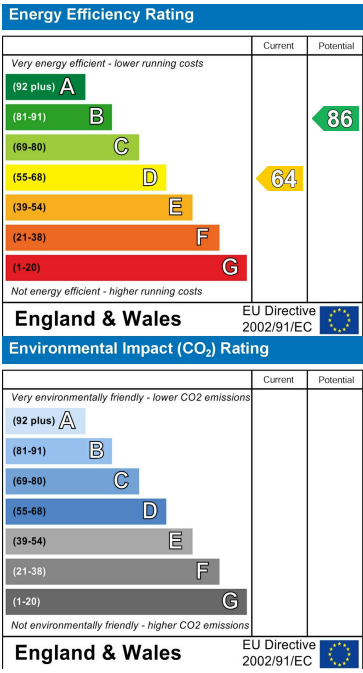 Energy Efficiency Rating
Current Potential
Very energy efficient - lower running costs
(92 plus) A
(81-91) B
86
(69-80) C
(55-68) D
64
(39-54) E
(21-38) F
(1-20) G
Not energy efficient - higher running costs
England & Wales
EU Directive
2002/91/EC
Environmental Impact (CO₂) Rating
Current Potential
Very environmentally friendly - lower CO2 emissions
(92 plus) A
(81-91) B
(69-80) C
(55-68) D
(39-54) E
(21-38) F
(1-20) G
Not environmentally friendly - higher CO2 emissions
England & Wales
EU Directive
2002/91/EC